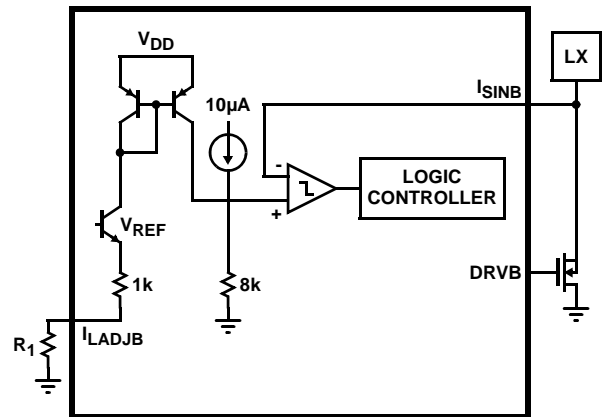 VDD
LX
ISINB
10µA
-
+
LOGIC
CONTROLLER
VREF
DRVB
1k
8k
ILADJB
R1